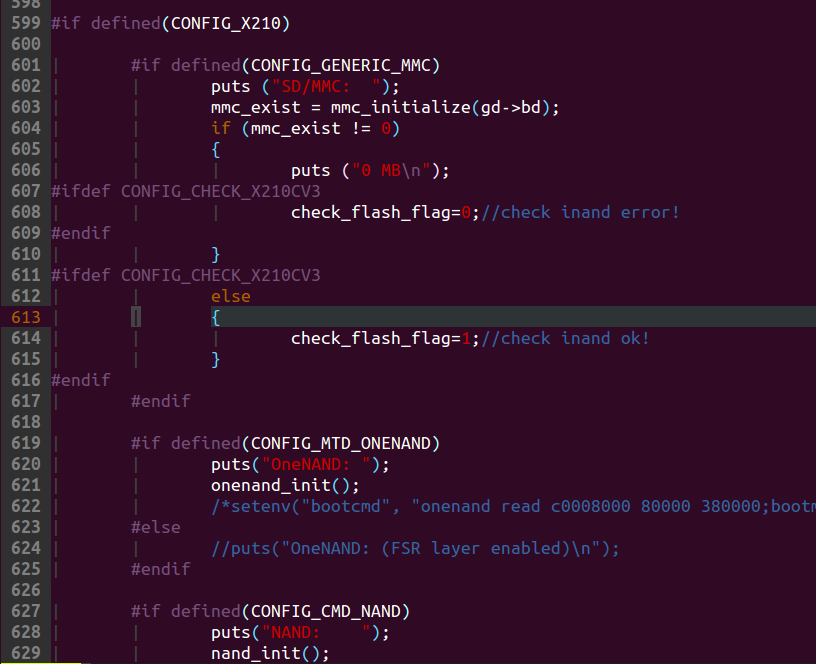 598
599 #if defined(CONFIG_X210)
600
601 #if defined(CONFIG_GENERIC_MMC)
602 puts ("SD/MMC:  ");
603 mmc_exist = mmc_initialize(gd->bd);
604 if (mmc_exist != 0)
605 {
606 puts ("0 MB\n");
607 #ifdef CONFIG_CHECK_X210CV3
608 check_flash_flag=0;//check inand error!
609 #endif
610 }
611 #ifdef CONFIG_CHECK_X210CV3
612 else
613 {
614 check_flash_flag=1;//check inand ok!
615 }
616 #endif
617 #endif
618
619 #if defined(CONFIG_MTD_ONENAND)
620 puts("OneNAND: ");
621 onenand_init();
622 /*setenv("bootcmd", "onenand read c0008000 80000 380000;bootm
623 #else
624 //puts("OneNAND: (FSR layer enabled)\n");
625 #endif
626
627 #if defined(CONFIG_CMD_NAND)
628 puts("NAND:    ");
629 nand_init();